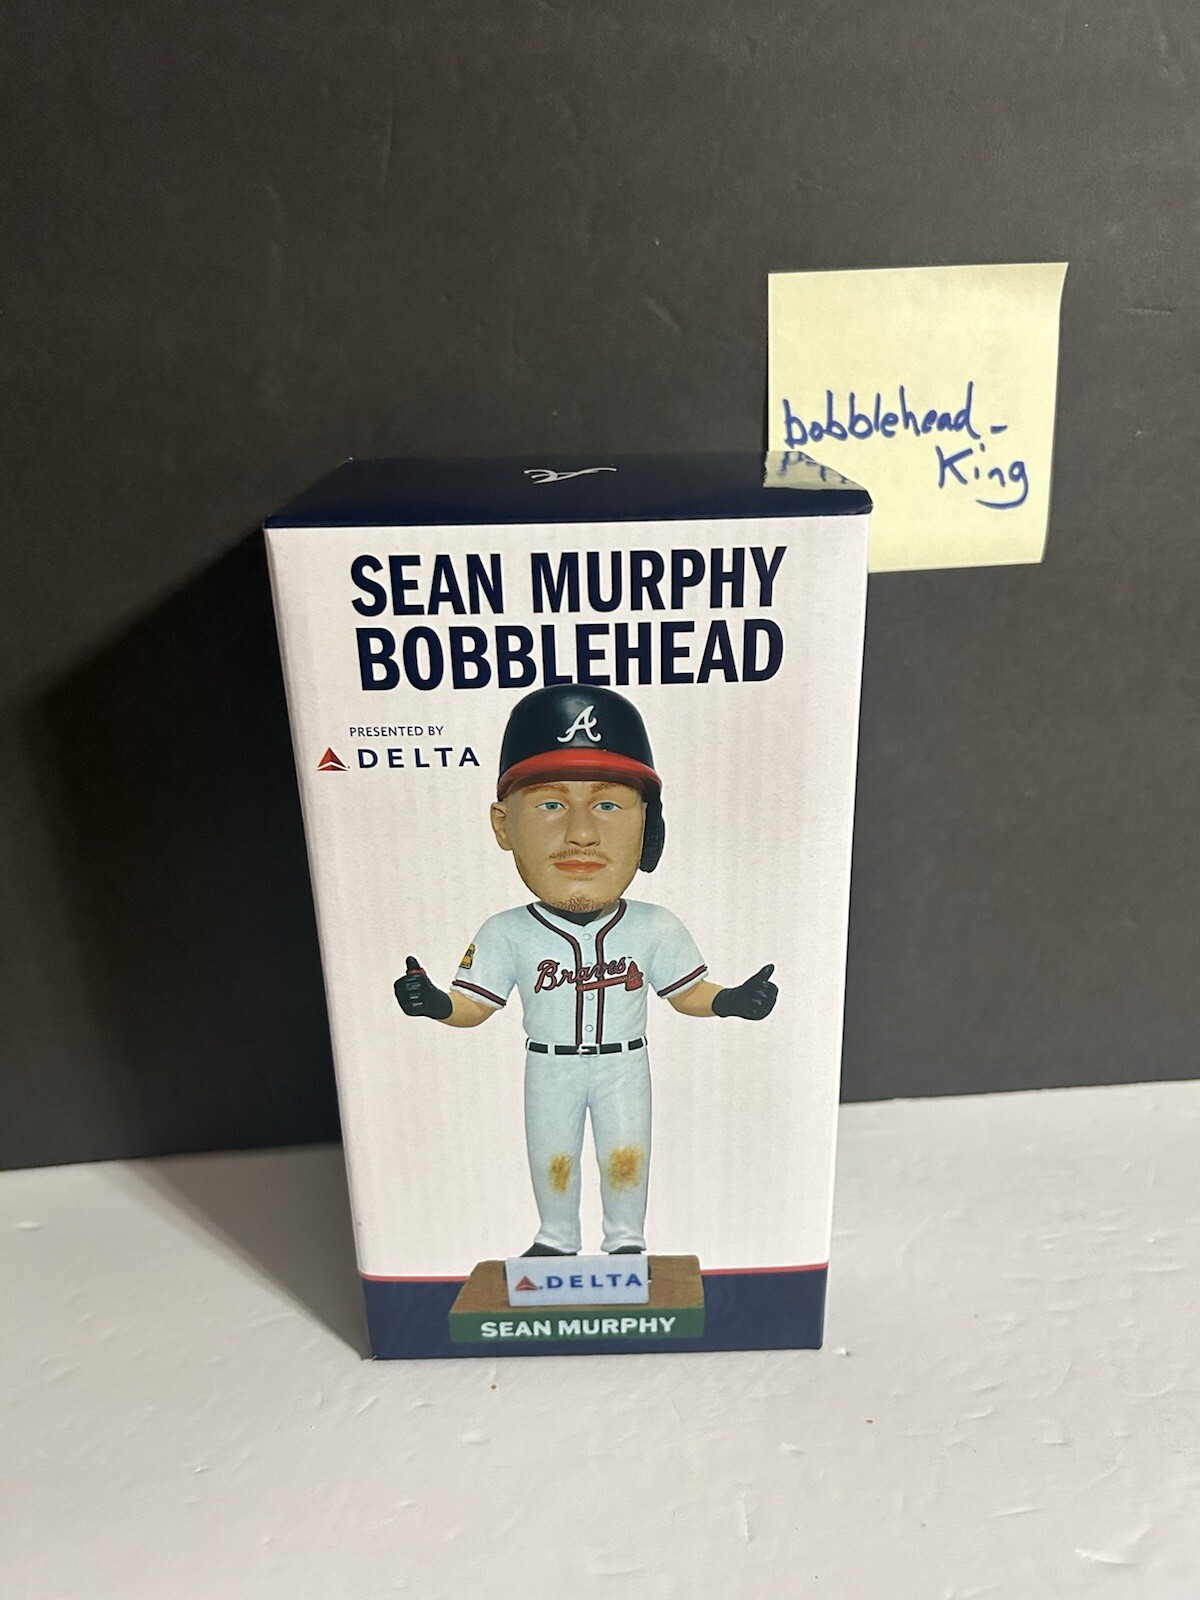 bobblehead-
King
SEAN MURPHY
BOBBLEHEAD
PRESENTED BY
DELTA
A
Braves
DELTA
SEAN MURPHY